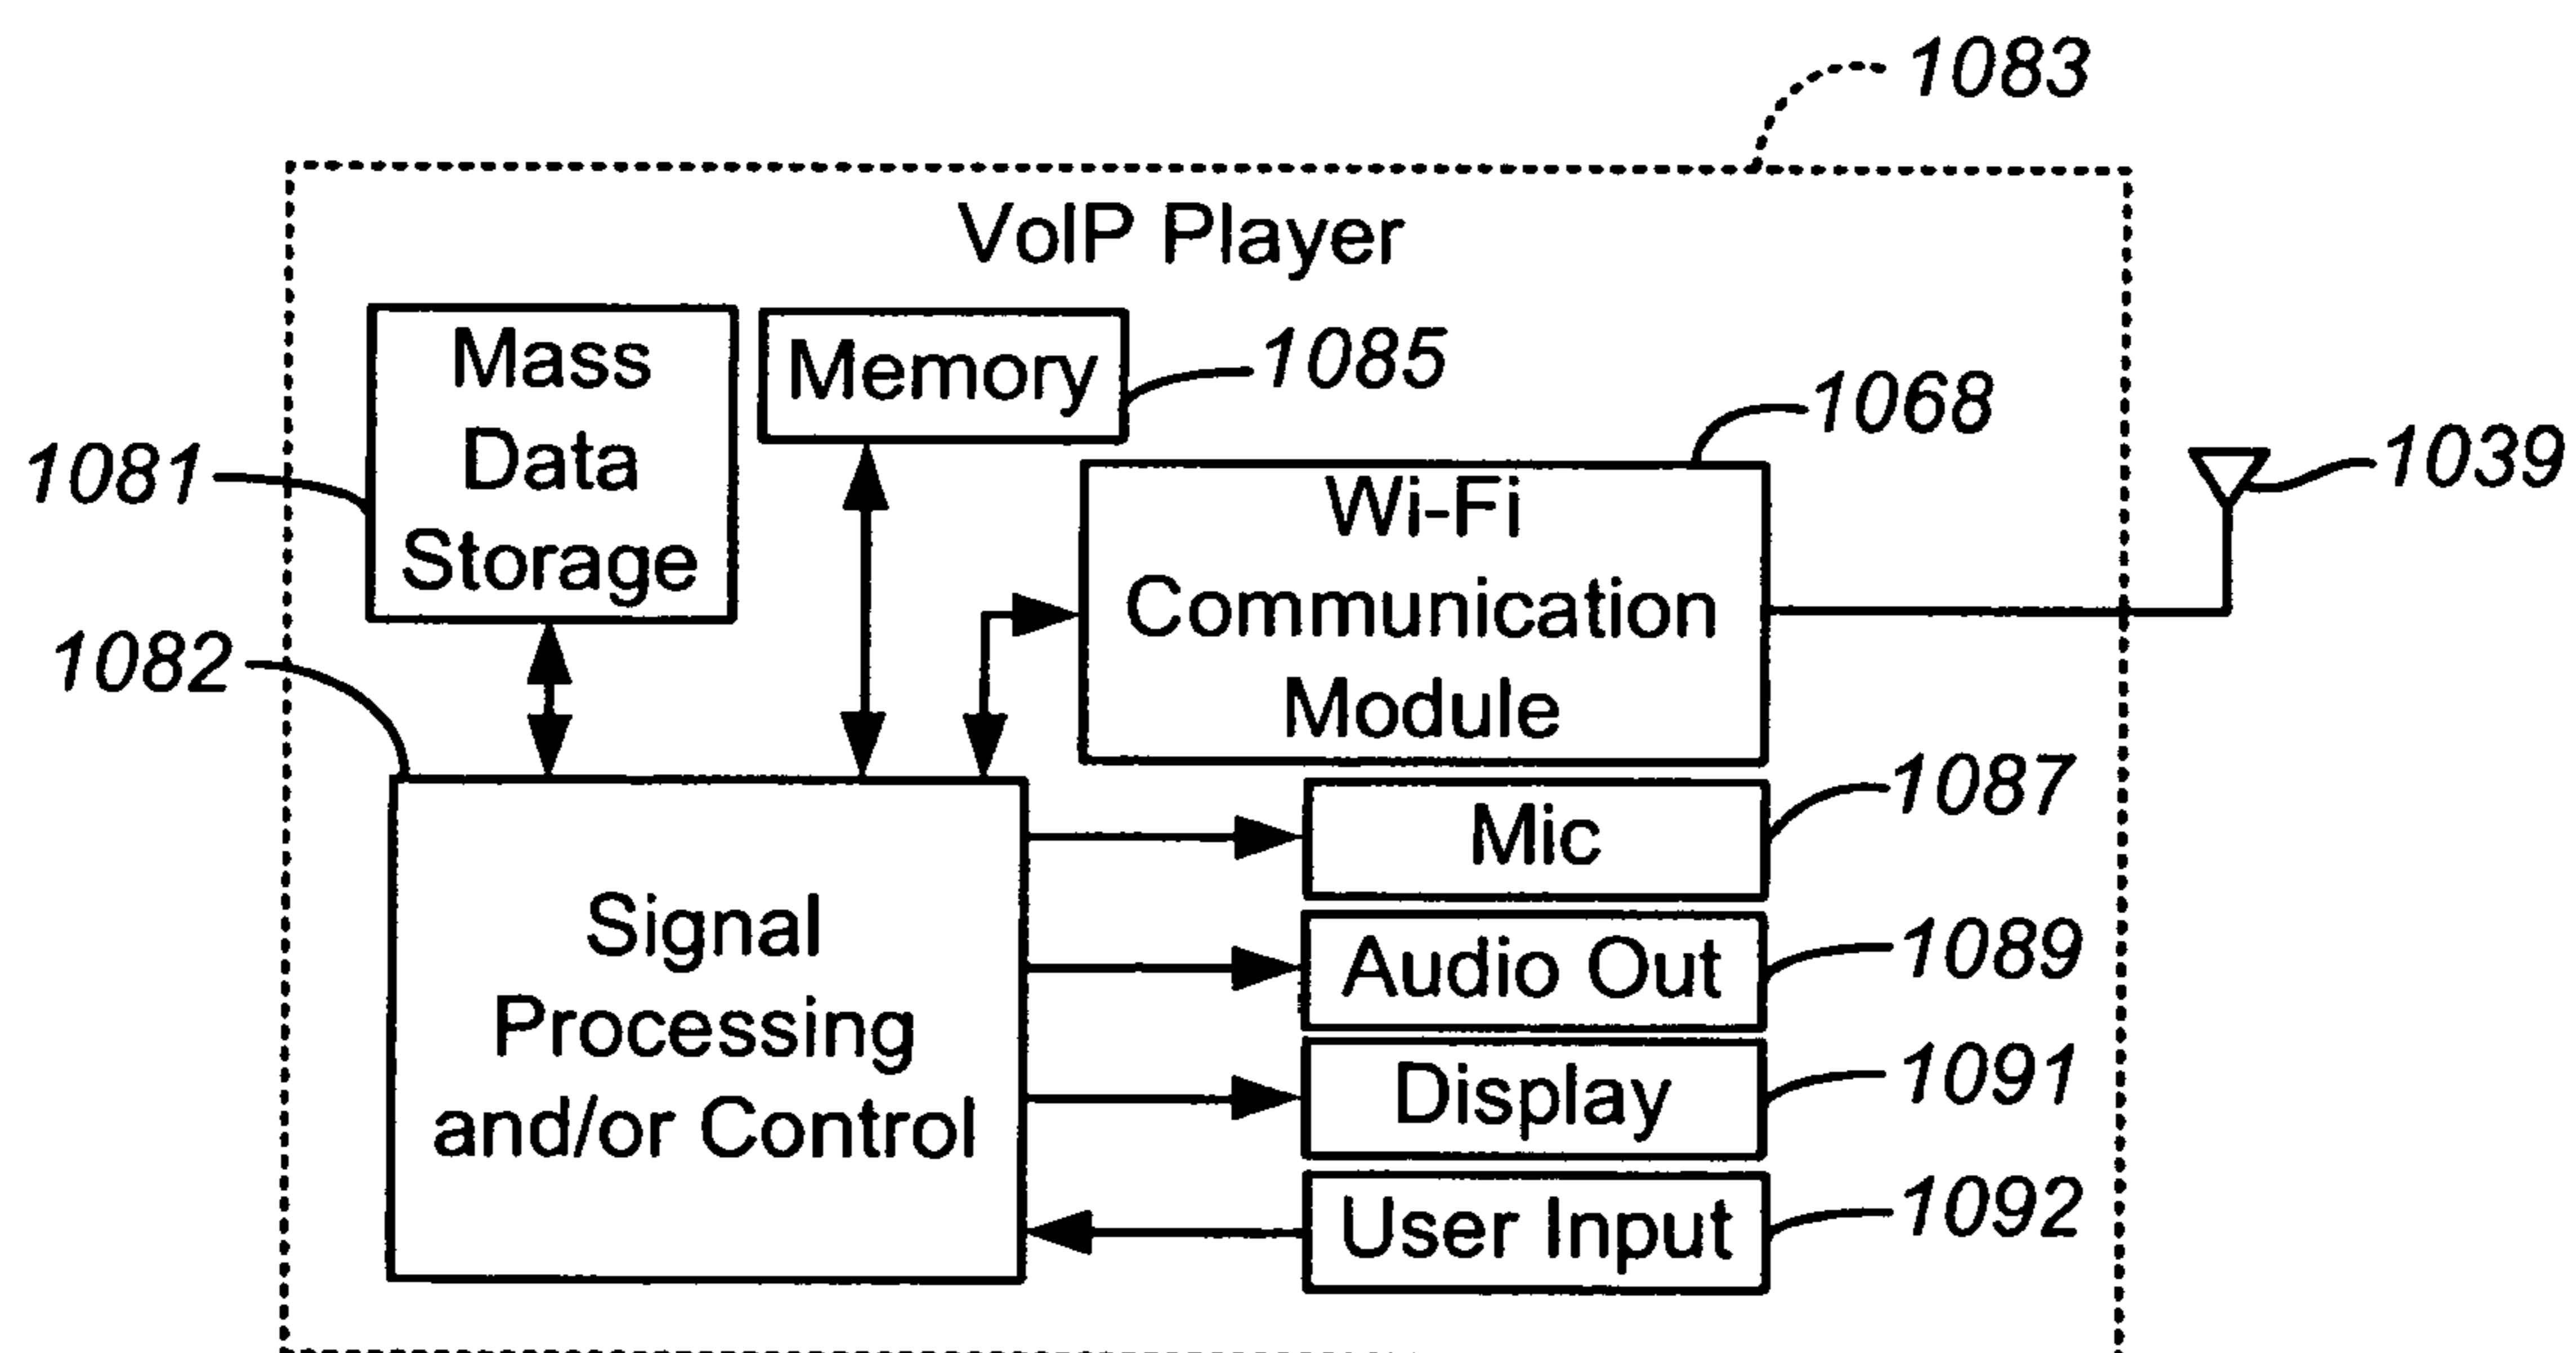 1083
VoIP Player
Mass
Data
Storage
Memory
1085
1068
1081
Wi-Fi
Communication
Module
1039
1082
1087
Mic
Signal
Processing
and/or Control
Audio Out
1089
Display
1091
User Input
1092